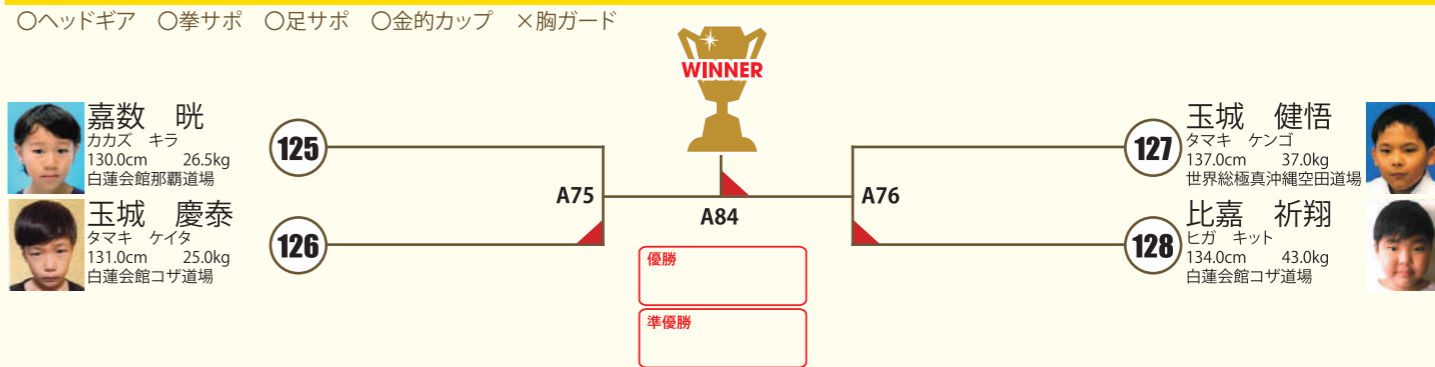 〇ヘッドギア　〇拳サポ　〇足サポ　〇金的カップ　×胸ガード
WINNER
嘉数　晄
カカズ　キラ
130.0cm　26.5kg
白蓮会館那覇道場
125
玉城　慶泰
タマキ　ケイタ
131.0cm　25.0kg
白蓮会館コザ道場
126
A75
A84
A76
優勝
準優勝
127
玉城　健悟
タマキ　ケンゴ
137.0cm　37.0kg
世界総極真沖縄空田道場
128
比嘉　祈翔
ヒガ　キット
134.0cm　43.0kg
白蓮会館コザ道場